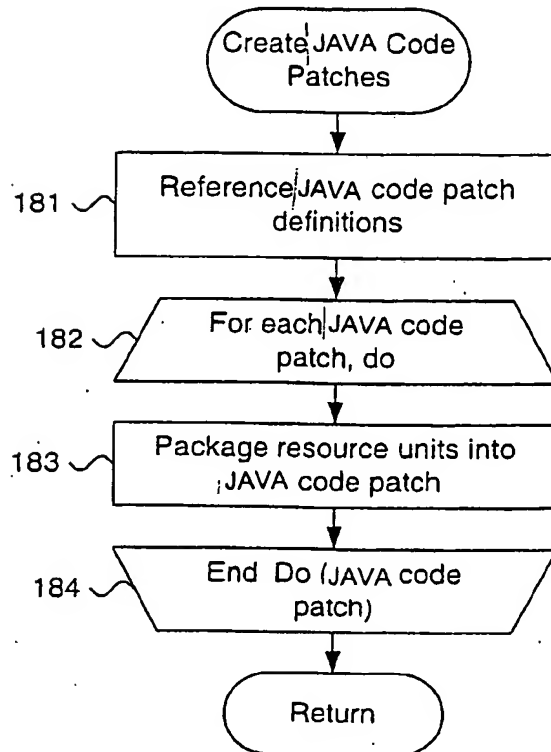 Create JAVA Code
Patches
181
Reference JAVA code patch
definitions
182
For each JAVA code
patch, do
183
Package resource units into
JAVA code patch
184
End Do (JAVA code
patch)
Return